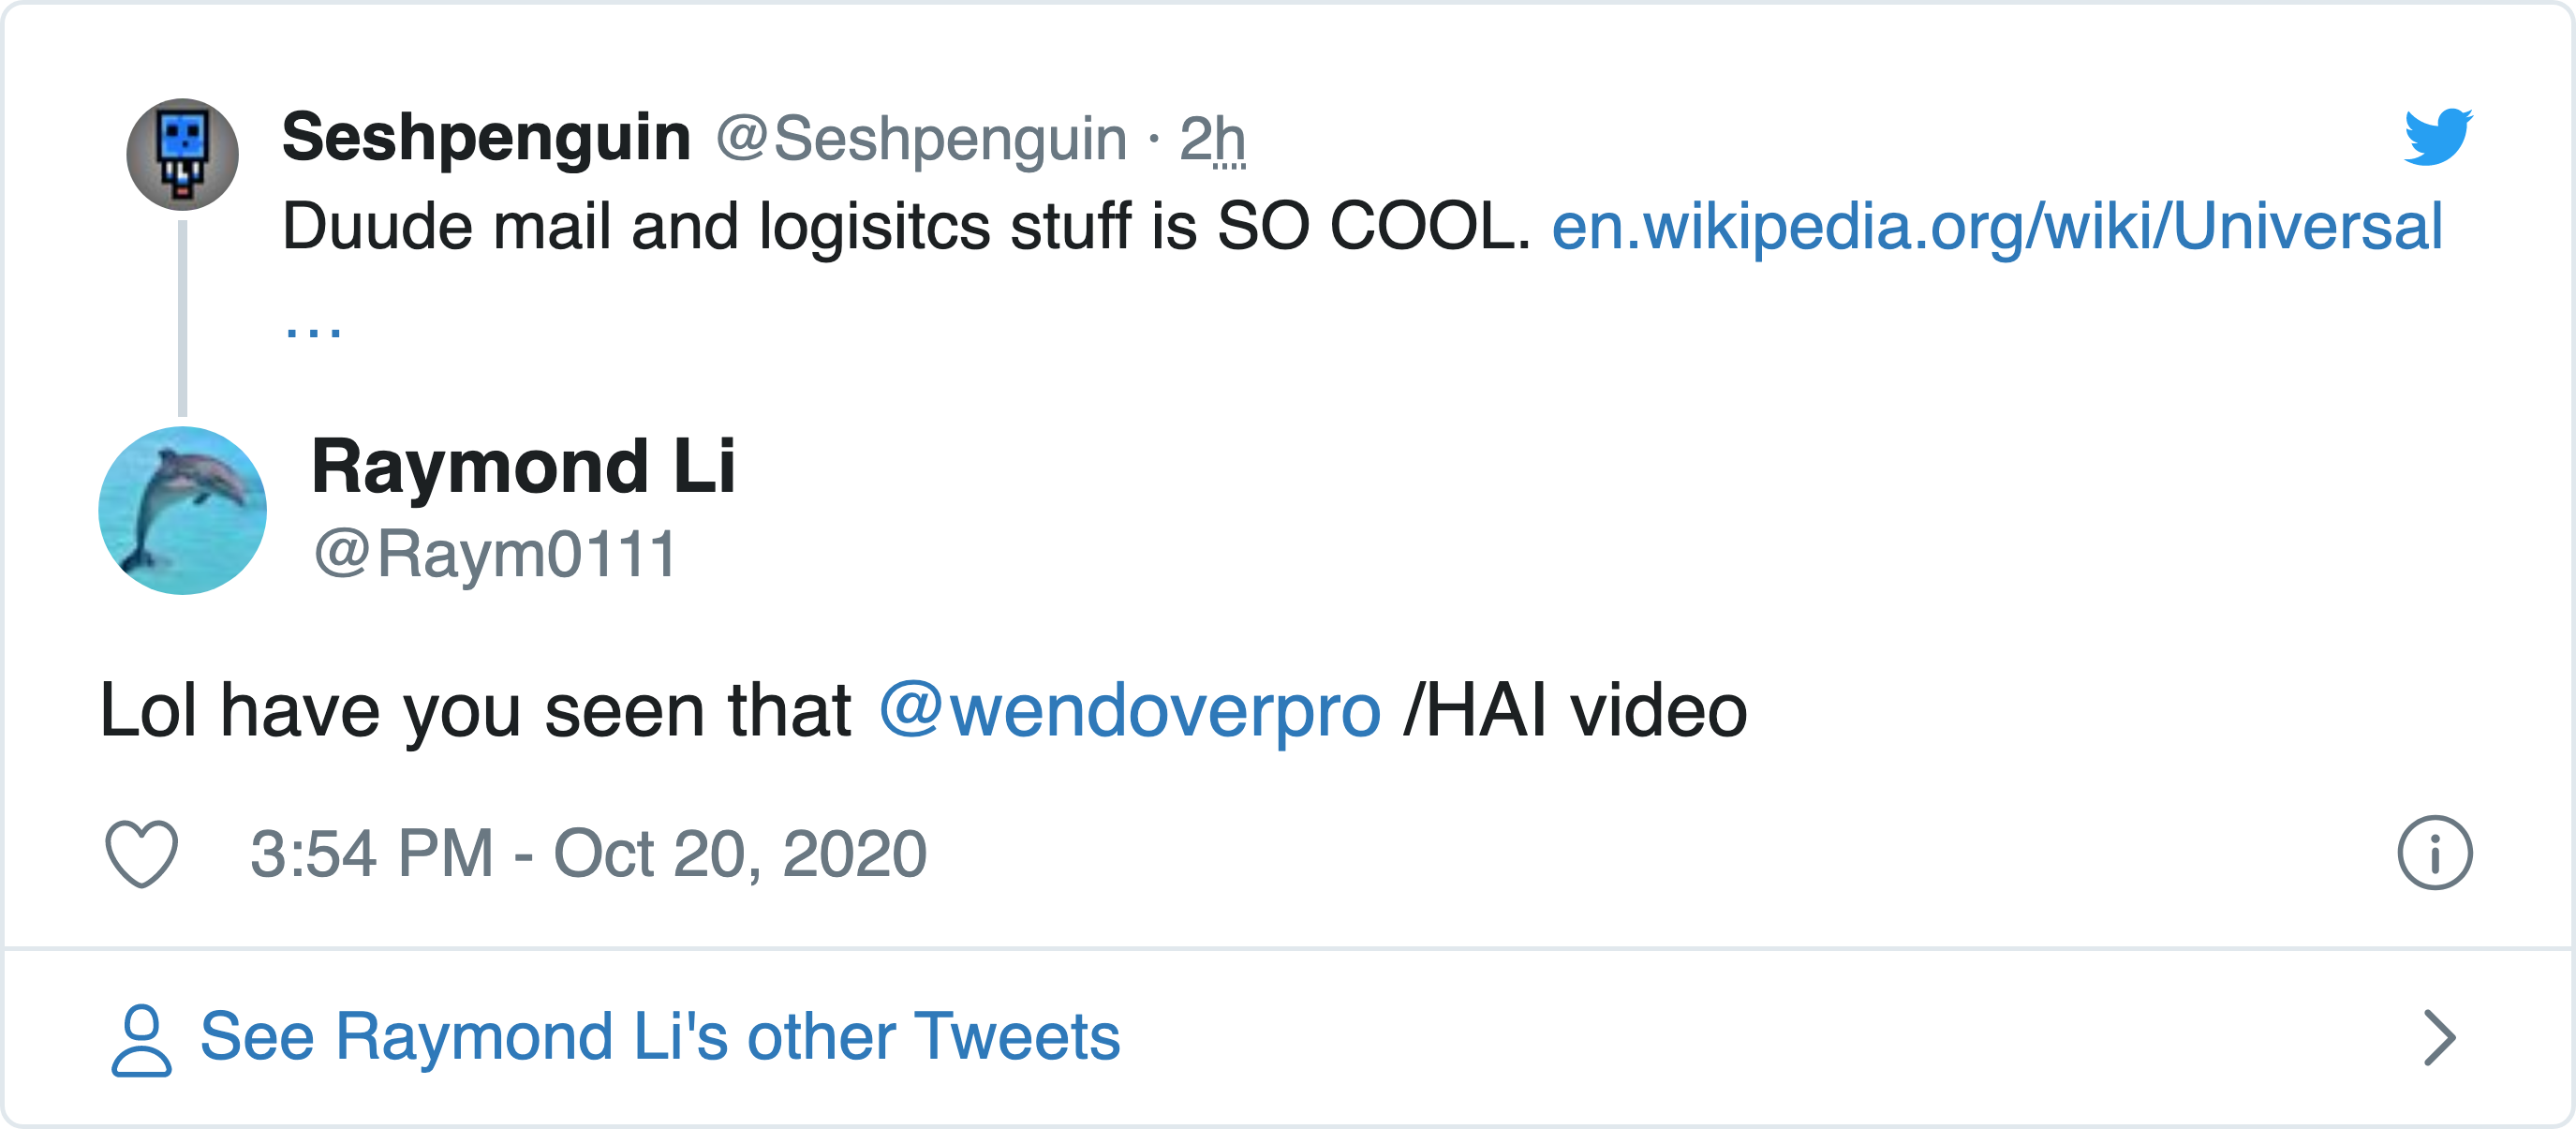 Seshpenguin @Seshpenguin · 2h
Duude mail and logisitcs stuff is SO COOL. en.wikipedia.org/wiki/Universal
…
Raymond Li
@Raym0111
Lol have you seen that @wendoverpro /HAI video
3:54 PM - Oct 20, 2020
See Raymond Li's other Tweets